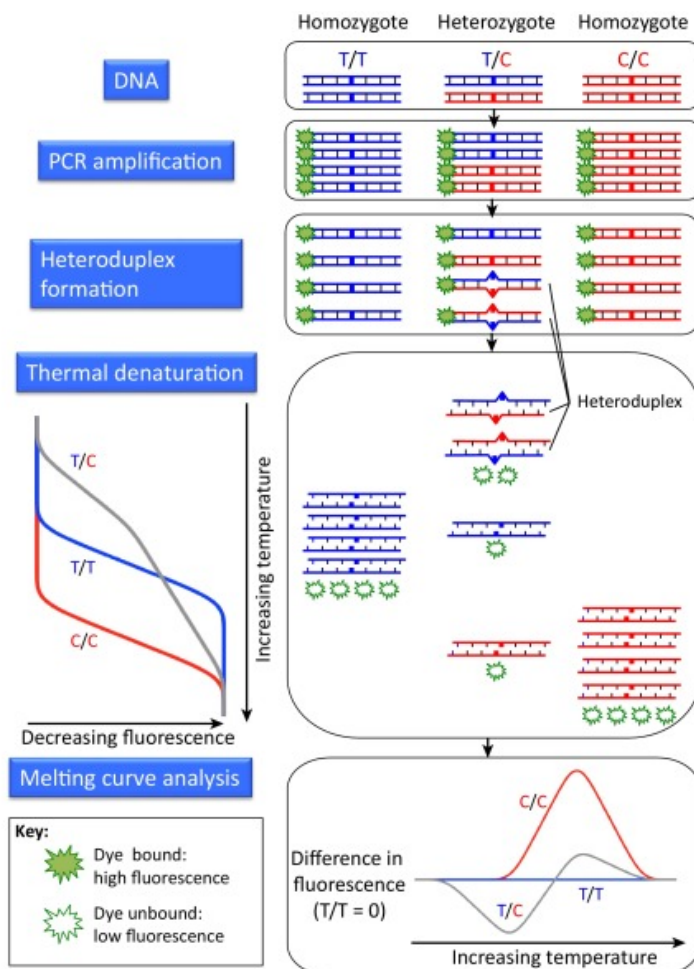 Homozygote Heterozygote Homozygote
T/T T/C C/C
DNA
PCR amplification
Heteroduplex
formation
Thermal denaturation
Heteroduplex
T/C
T/T
C/C
Increasing temperature
Decreasing fluorescence
Melting curve analysis
Key:
Dye bound:
high fluorescence
Dye unbound:
low fluorescence
Difference in
fluorescence
(T/T = 0)
C/C
T/T
T/C
Increasing temperature